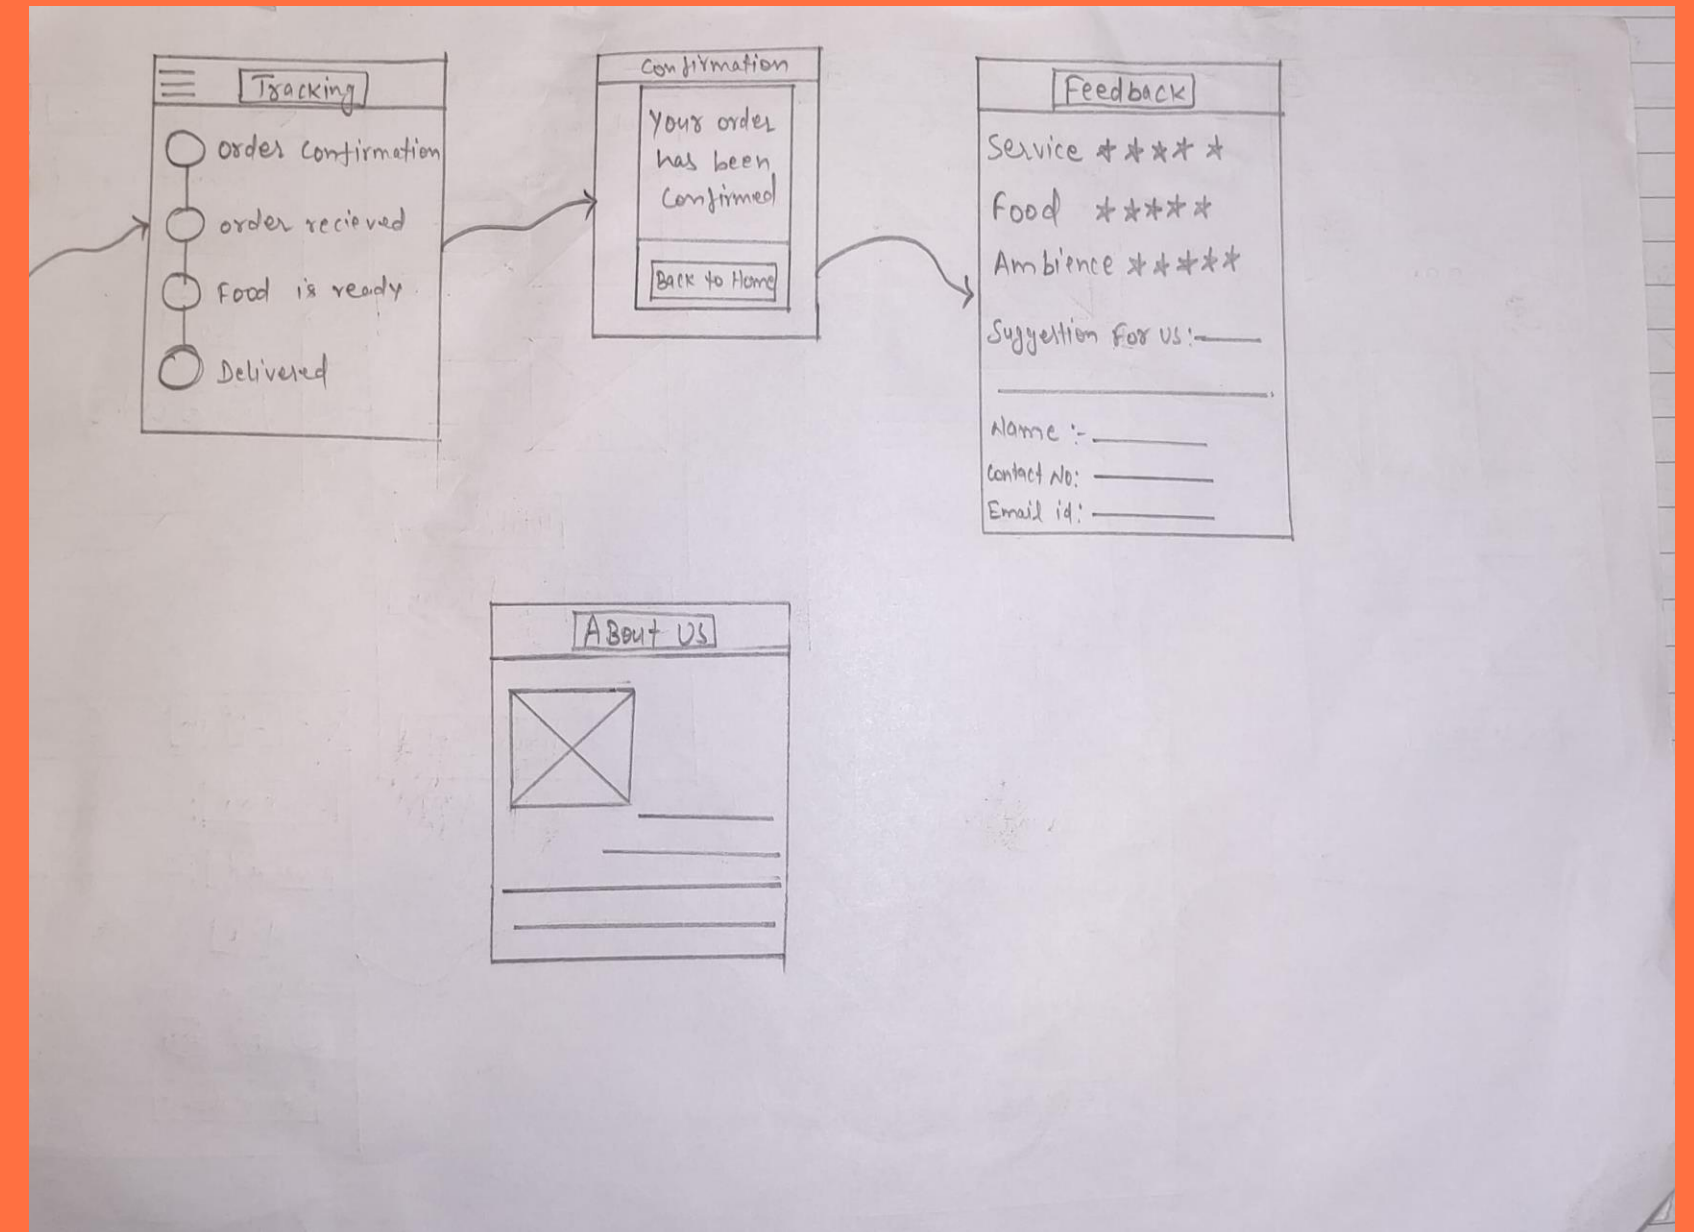 Tracking
order confirmation
order recieved
Food is ready
Delivered
Confirmation
Your order
has been
Confirmed
Back to Home
Feedback
Service ★★★★★
Food ★★★★★
Ambience ★★★★★
Suggestion For us:-
Name :-
Contact No:
Email id:
About Us